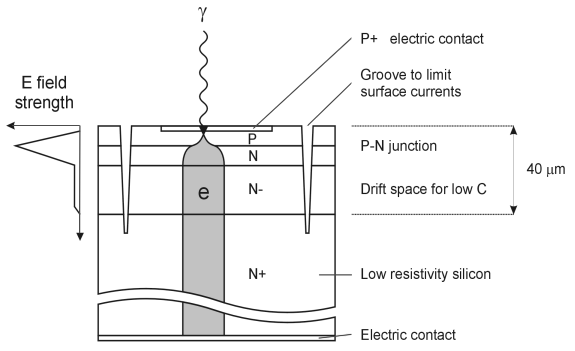 γ
P+ electric contact
E field
strength
Groove to limit
surface currents
P
P-N junction
N
40 μm
e
N-
Drift space for low C
N+
Low resistivity silicon
Electric contact